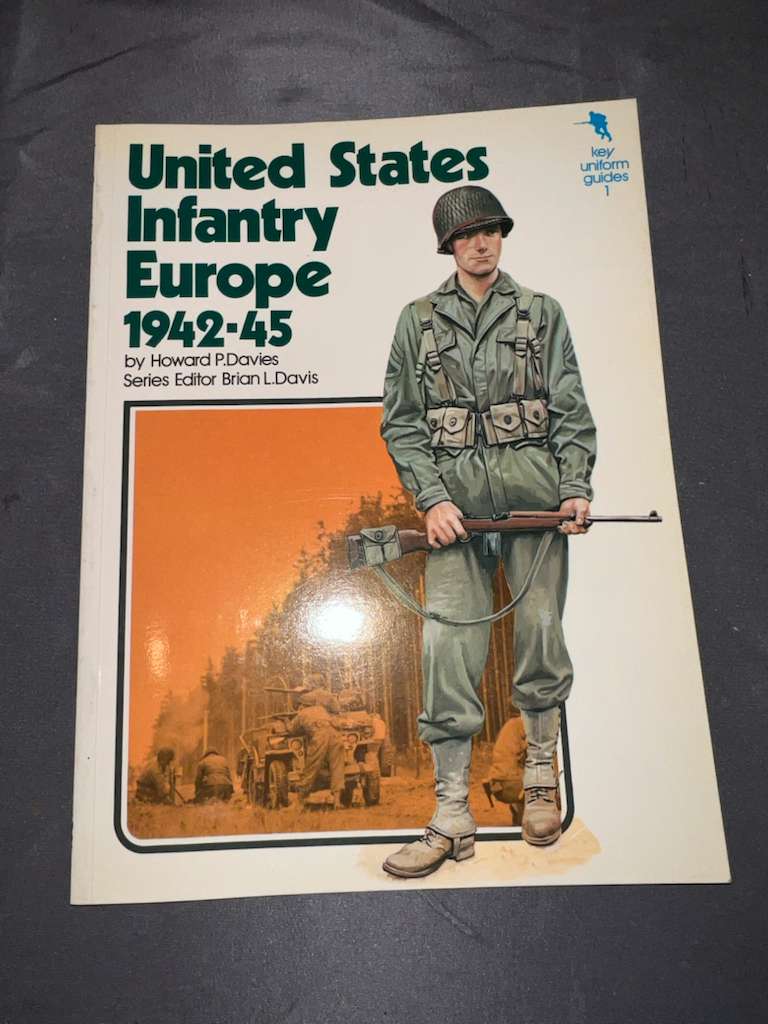 United States
Infantry
Europe
1942-45
by Howard P.Davies
Series Editor Brian L.Davis
key
uniform
guides
1